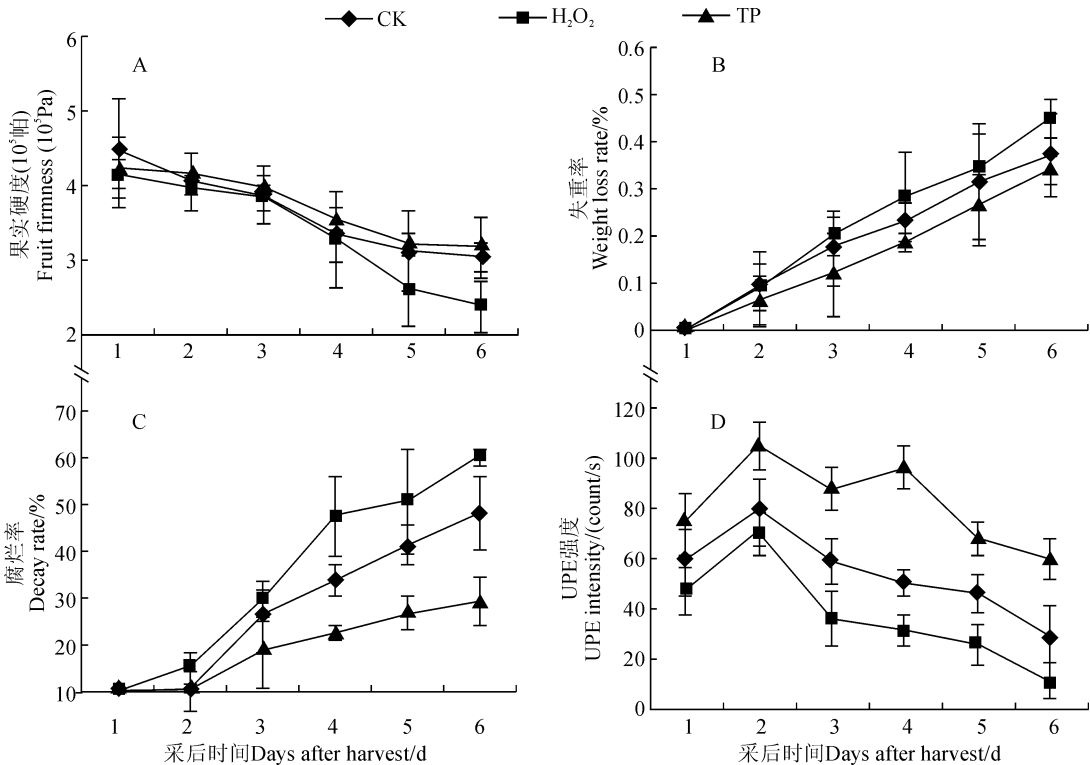 CK H₂O₂ TP
A
果实硬度(10⁵帕)
Fruit firmness (10⁵Pa)
6
5
4
3
2
1 2 3 4 5 6
B
失重率
Weight loss rate/%
0.6
0.5
0.4
0.3
0.2
0.1
0
1 2 3 4 5 6
C
腐烂率
Decay rate/%
70
60
50
40
30
20
10
1 2 3 4 5 6
采后时间Days after harvest/d
D
UPE强度
UPE intensity/(count/s)
120
100
80
60
40
20
0
1 2 3 4 5 6
采后时间Days after harvest/d